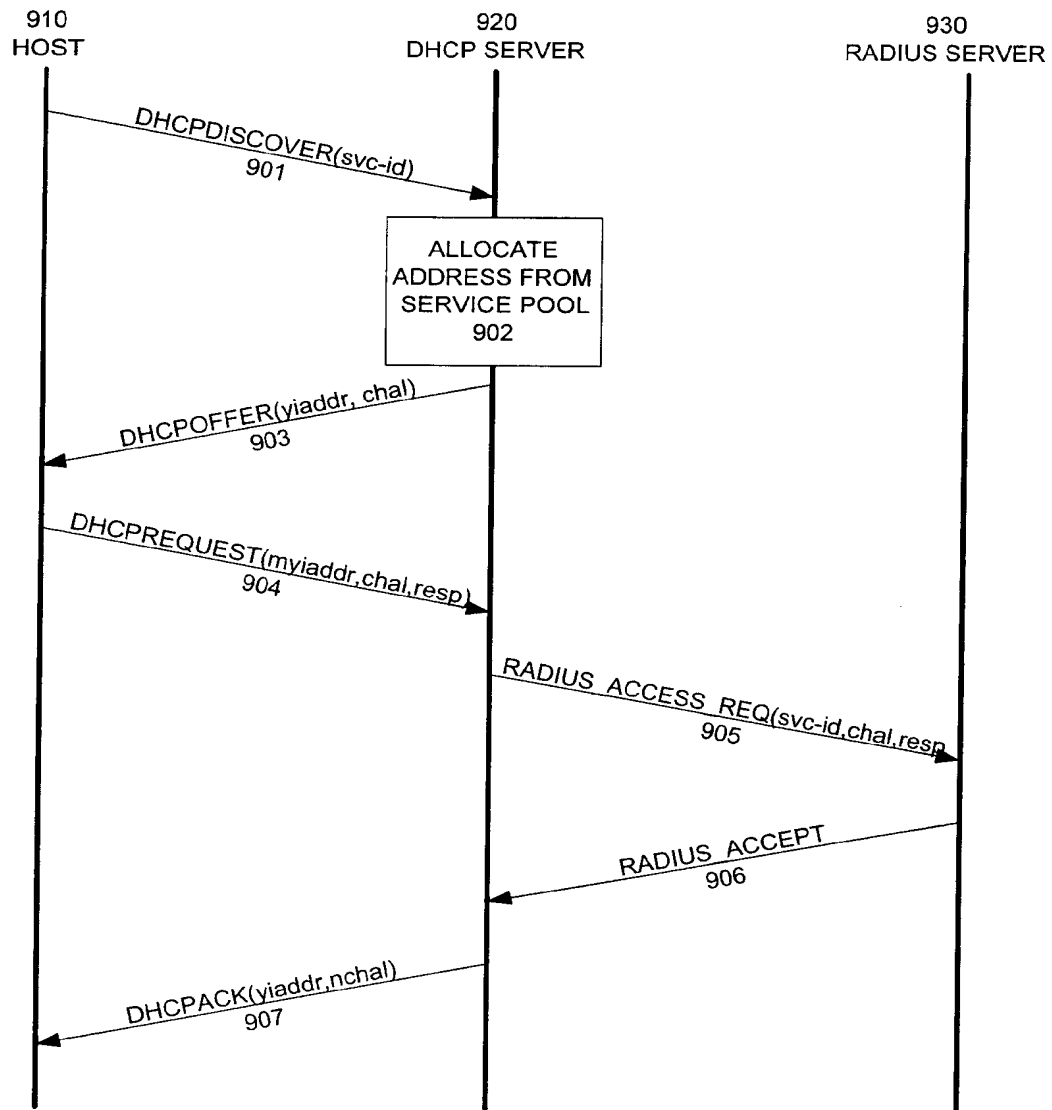 910
HOST
920
DHCP SERVER
930
RADIUS SERVER
DHCPDISCOVER(svc-id)
901
ALLOCATE
ADDRESS FROM
SERVICE POOL
902
DHCPOFFER(yiaddr, chal)
903
DHCPREQUEST(myiaddr,chal,resp)
904
RADIUS_ACCESS_REQ(svc-id,chal,resp
905
RADIUS_ACCEPT
906
DHCPACK(yiaddr,nchal)
907